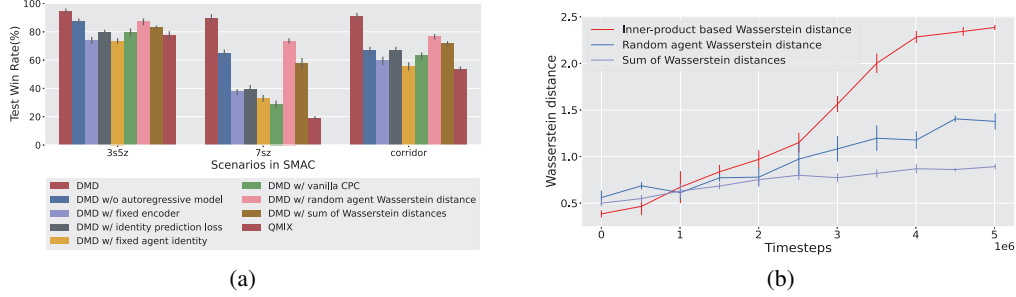 100
80
60
40
20
0
Test Win Rate(%)
3s5z
7sz
corridor
Scenarios in SMAC
DMD
DMD w/o autoregressive model
DMD w/ fixed encoder
DMD w/ identity prediction loss
DMD w/ fixed agent identity
DMD w/ vanilla CPC
DMD w/ random agent Wasserstein distance
DMD w/ sum of Wasserstein distances
QMIX
(a)
2.5
2.0
1.5
1.0
0.5
Wasserstein distance
Inner-product based Wasserstein distance
Random agent Wasserstein distance
Sum of Wasserstein distances
0 1 2 3 4 5
Timesteps
1e6
(b)